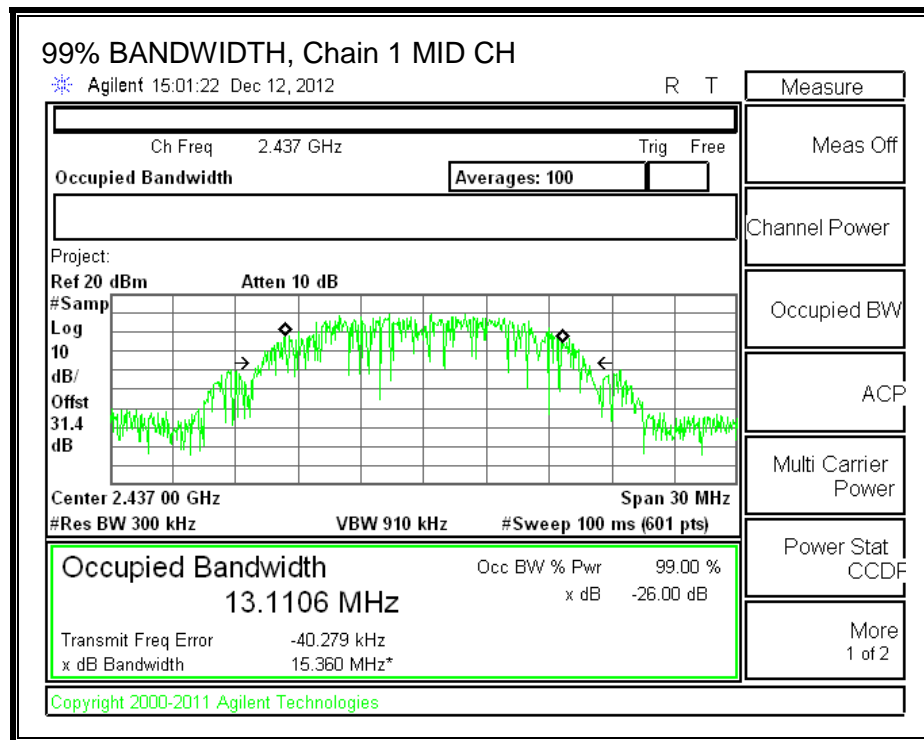 99% BANDWIDTH, Chain 1 MID CH
Agilent 15:01:22 Dec 12, 2012 R T
Measure
Ch Freq 2.437 GHz Trig Free
Occupied Bandwidth Averages: 100
Project:
Ref 20 dBm Atten 10 dB
#Samp
Log
10
dB/
Offst
31.4
dB
Center 2.437 00 GHz Span 30 MHz
#Res BW 300 kHz VBW 910 kHz #Sweep 100 ms (601 pts)
Occupied Bandwidth Occ BW % Pwr 99.00 %
13.1106 MHz x dB -26.00 dB
Transmit Freq Error -40.279 kHz
x dB Bandwidth 15.360 MHz*
Copyright 2000-2011 Agilent Technologies
Meas Off
Channel Power
Occupied BW
ACP
Multi Carrier
Power
Power Stat
CCDF
More
1 of 2